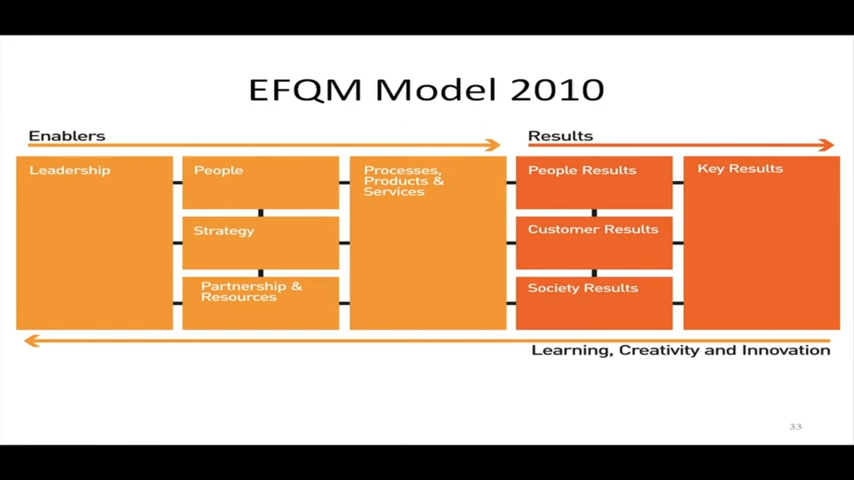 EFQM Model 2010
Enablers
Results
Leadership
People
Processes,
Products &
Services
People Results
Key Results
Strategy
Customer Results
Partnership &
Resources
Society Results
Learning, Creativity and Innovation
33